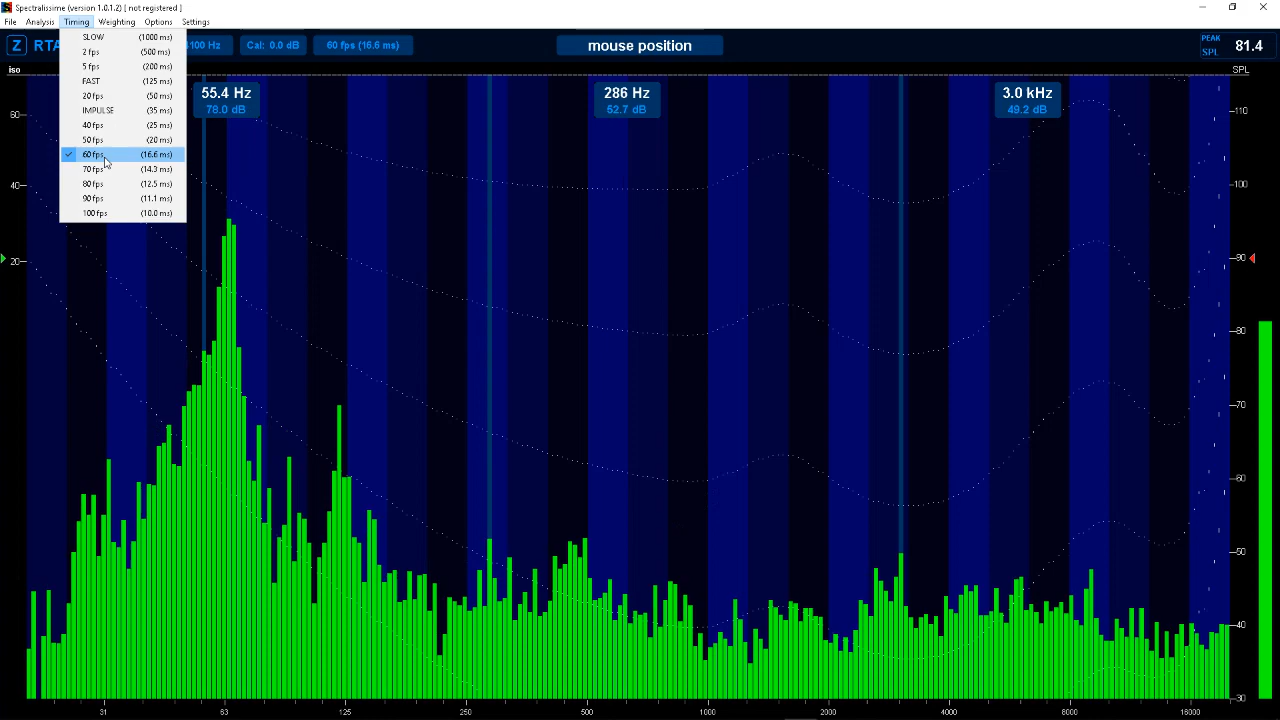 Spectralissime (version 1.0.1.2) [ not registered ]
File Analysis Timing Weighting Options Settings
SLOW (1000 ms)
2 fps (500 ms)
5 fps (200 ms)
FAST (125 ms)
20 fps (50 ms)
IMPULSE (35 ms)
40 fps (25 ms)
50 fps (20 ms)
60 fps (16.6 ms)
70 fps (14.3 ms)
80 fps (12.5 ms)
90 fps (11.1 ms)
100 fps (10.0 ms)
Z RTA 100 Hz Cal: 0.0 dB 60 fps (16.6 ms) mouse position PEAK SPL 81.4
iso SPL
55.4 Hz
78.0 dB
286 Hz
52.7 dB
3.0 kHz
49.2 dB
60
40
20
110
100
90
80
70
60
50
40
30
31 63 125 250 500 1000 2000 4000 8000 16000